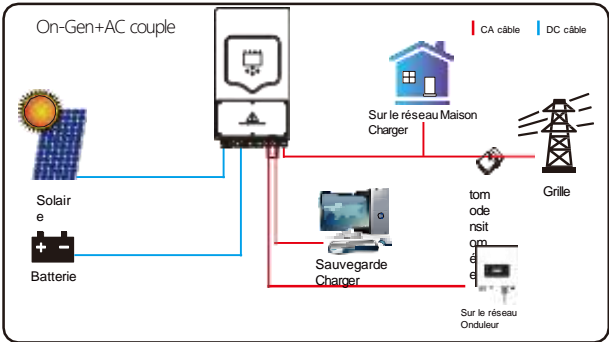 On-Gen+AC couple
CA câble
DC câble
Sur le réseau Maison
Charger
Solair
e
Grille
tom
ode
nsit
om
é
e
Sauvegarde
Charger
Batterie
Sur le réseau
Onduleur